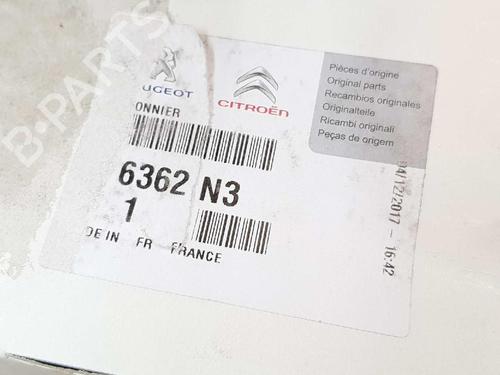 UGEOT
CITROËN
Pièces d'origine
Original parts
Recambios originales
Originalteile
Ricambi originali
Peças de origem
ONNIER
6362 N3
1
DE IN FR FRANCE
04/12/2017 - 16:42
B-PARTS